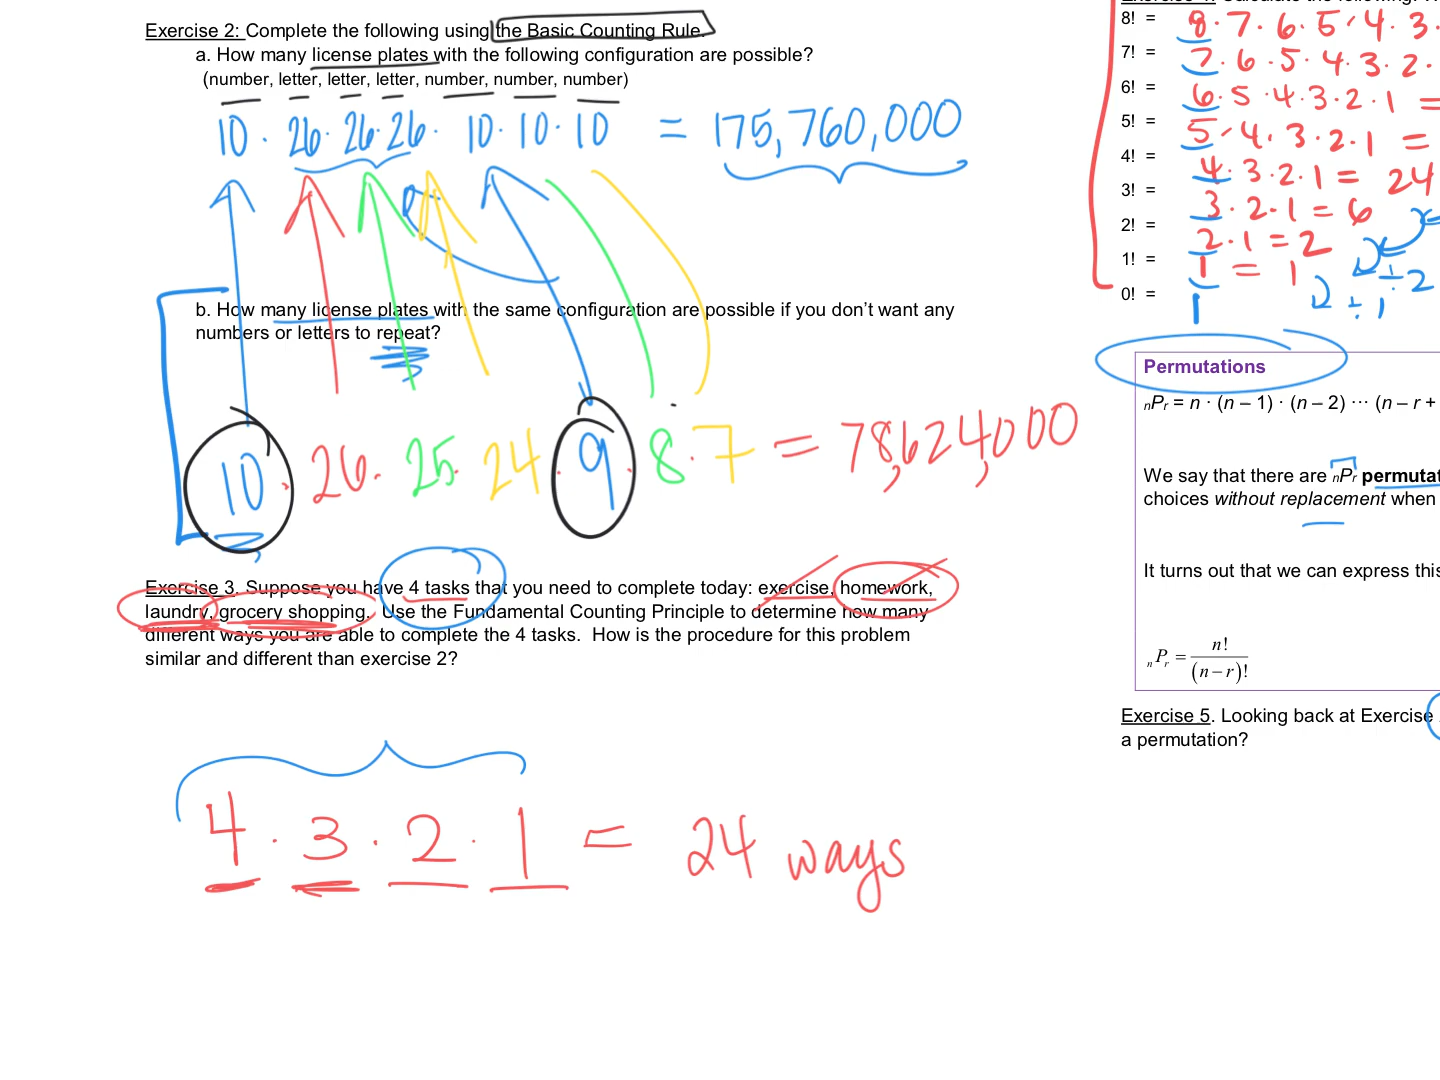 Exercise 2: Complete the following using the Basic Counting Rule.
a. How many license plates with the following configuration are possible?
(number, letter, letter, letter, number, number, number)
10 · 26 · 26 · 26 · 10 · 10 · 10 = 175,760,000
b. How many license plates with the same configuration are possible if you don't want any
numbers or letters to repeat?
10 · 26 · 25 · 24 · 9 · 8 · 7 = 78,624,000
Exercise 3. Suppose you have 4 tasks that you need to complete today: exercise, homework,
laundry, grocery shopping. Use the Fundamental Counting Principle to determine how many
different ways you are able to complete the 4 tasks. How is the procedure for this problem
similar and different than exercise 2?
4 · 3 · 2 · 1 = 24 ways
8! = 8 · 7 · 6 · 5 · 4 · 3 ·
7! = 7 · 6 · 5 · 4 · 3 · 2 ·
6! = 6 · 5 · 4 · 3 · 2 · 1 =
5! = 5 · 4 · 3 · 2 · 1 =
4! = 4 · 3 · 2 · 1 = 24
3! = 3 · 2 · 1 = 6
2! = 2 · 1 = 2
1! = 1 = 1 ÷ 2
0! = 1 ÷ 1
Permutations
nPr = n · (n – 1) · (n – 2) ··· (n – r +
We say that there are nPr permutat
choices without replacement when
It turns out that we can express this
nPr = n! / (n – r)!
Exercise 5. Looking back at Exercise
a permutation?